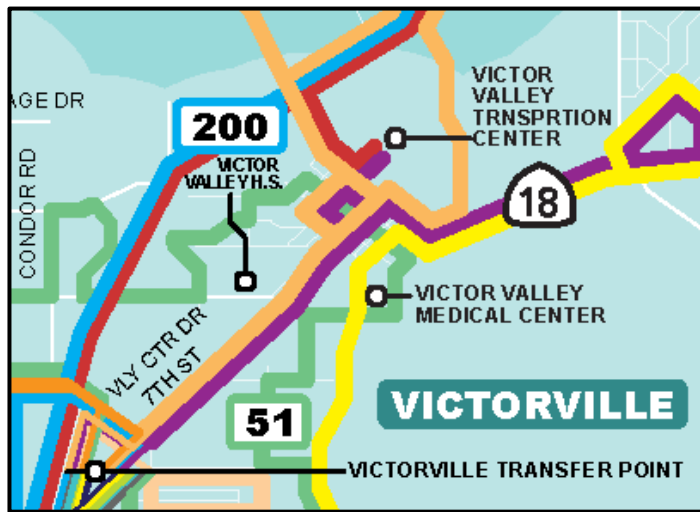 VICTOR
VALLEY
TRNSPRTION
CENTER
AGE DR
200
VICTOR
VALLEY H.S.
CONDOR RD
18
VICTOR VALLEY
MEDICAL CENTER
VLY CTR DR
7TH ST
51
VICTORVILLE
VICTORVILLE TRANSFER POINT